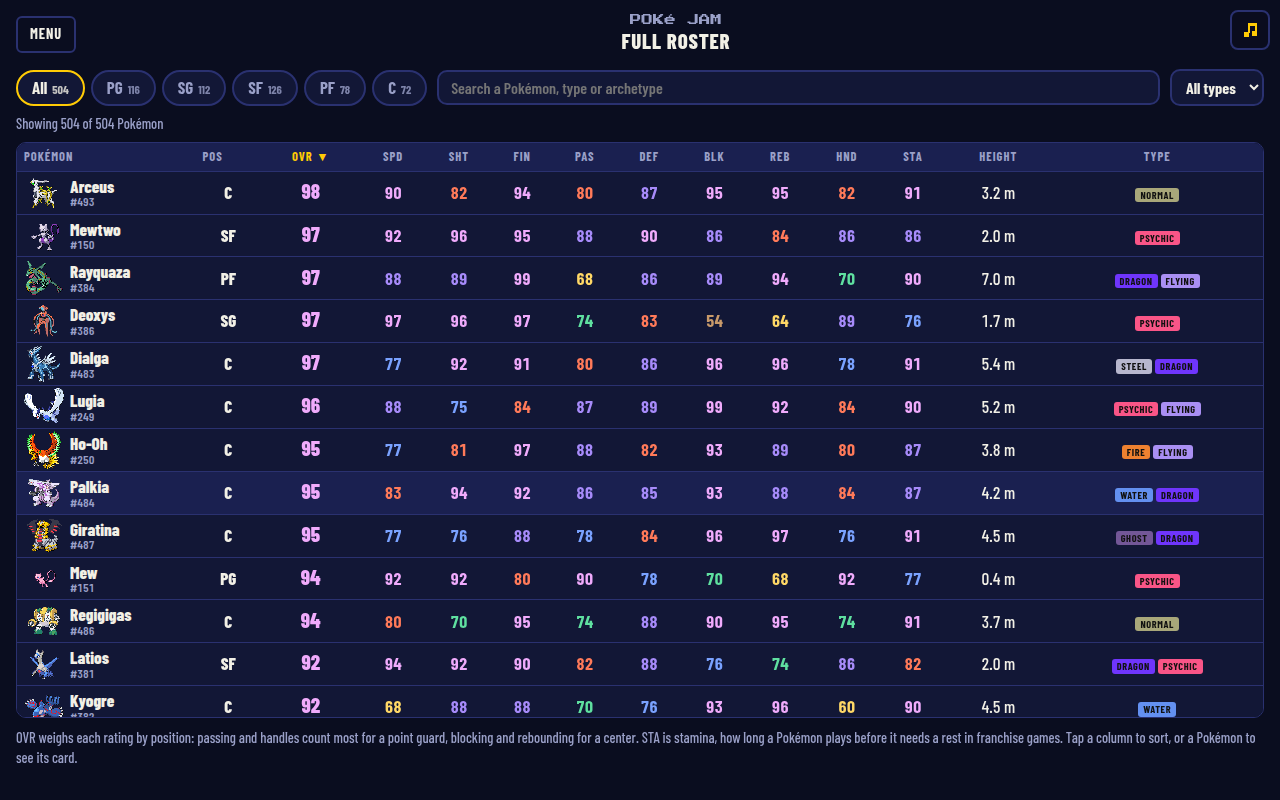 MENU
POKé JAM
FULL ROSTER
All 504 PG 116 SG 112 SF 126 PF 78 C 72 Search a Pokémon, type or archetype All types
Showing 504 of 504 Pokémon
POKÉMON POS OVR ▼ SPD SHT FIN PAS DEF BLK REB HND STA HEIGHT TYPE
Arceus C 98 90 82 94 80 87 95 95 82 91 3.2 m NORMAL
#493
Mewtwo SF 97 92 96 95 88 90 86 84 86 86 2.0 m PSYCHIC
#150
Rayquaza PF 97 88 89 99 68 86 89 94 70 90 7.0 m DRAGON FLYING
#384
Deoxys SG 97 97 96 97 74 83 54 64 89 76 1.7 m PSYCHIC
#386
Dialga C 97 77 92 91 80 86 96 96 78 91 5.4 m STEEL DRAGON
#483
Lugia C 96 88 75 84 87 89 99 92 84 90 5.2 m PSYCHIC FLYING
#249
Ho-Oh C 95 77 81 97 88 82 93 89 80 87 3.8 m FIRE FLYING
#250
Palkia C 95 83 94 92 86 85 93 88 84 87 4.2 m WATER DRAGON
#484
Giratina C 95 77 76 88 78 84 96 97 76 91 4.5 m GHOST DRAGON
#487
Mew PG 94 92 92 80 90 78 70 68 92 77 0.4 m PSYCHIC
#151
Regigigas C 94 80 70 95 74 88 90 95 74 91 3.7 m NORMAL
#486
Latios SF 92 94 92 90 82 88 76 74 86 82 2.0 m DRAGON PSYCHIC
#381
Kyogre C 92 68 88 88 70 76 93 96 60 90 4.5 m WATER
OVR weighs each rating by position: passing and handles count most for a point guard, blocking and rebounding for a center. STA is stamina, how long a Pokémon plays before it needs a rest in franchise games. Tap a column to sort, or a Pokémon to
see its card.